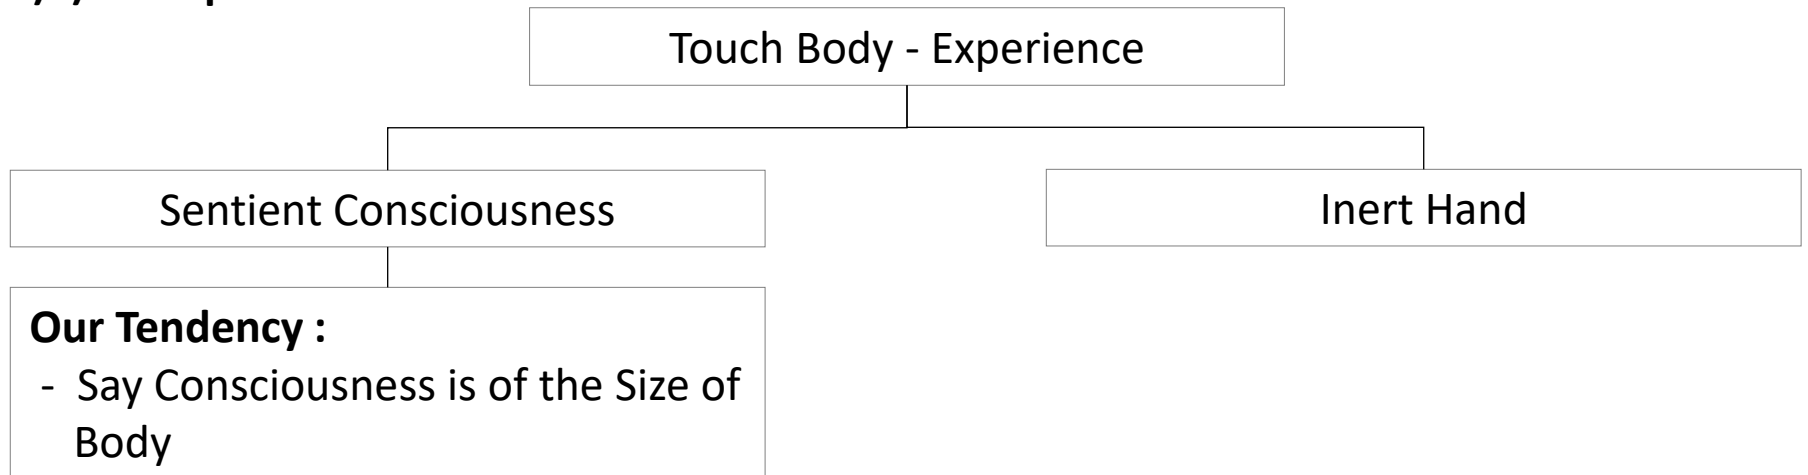 Touch Body - Experience
Sentient Consciousness
Inert Hand
Our Tendency :
- Say Consciousness is of the Size of
Body